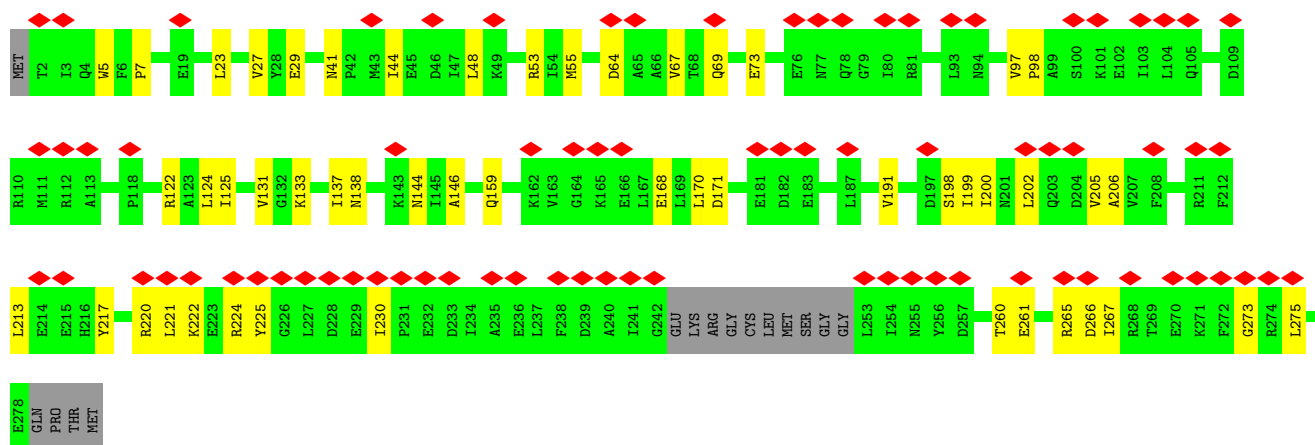 MET T2 I3 Q4 W5 F6 P7 E19 L23 V27 Y28 E29 N41 P42 M43 I44 E45 D46 I47 L48 K49 R53 I54 M55 D64 A65 A66 V67 T68 Q69 E73 E76 N77 Q78 G79 I80 R81 L93 N94 V97 P98 A99 S100 K101 E102 I103 L104 Q105 D109
R110 M111 R112 A113 P118 R122 A123 L124 I125 V131 G132 K133 I137 N138 K143 N144 I145 A146 Q159 K162 V163 G164 K165 E166 L167 E168 L169 L170 D171 E181 D182 E183 L187 V191 D197 S198 I199 I200 N201 L202 Q203 D204 V205 A206 V207 F208 R211 F212
L213 E214 E215 H216 Y217 R220 L221 K222 E223 R224 Y225 G226 L227 D228 E229 I230 P231 E232 D233 I234 A235 E236 L237 F238 D239 A240 I241 G242 GLU LYS ARG GLY CYS LEU MET SER GLY GLY L253 I254 N255 Y256 D257 T260 E261 R265 D266 I267 R268 T269 E270 K271 F272 G273 R274 L275
E278 GLN PRO THR MET